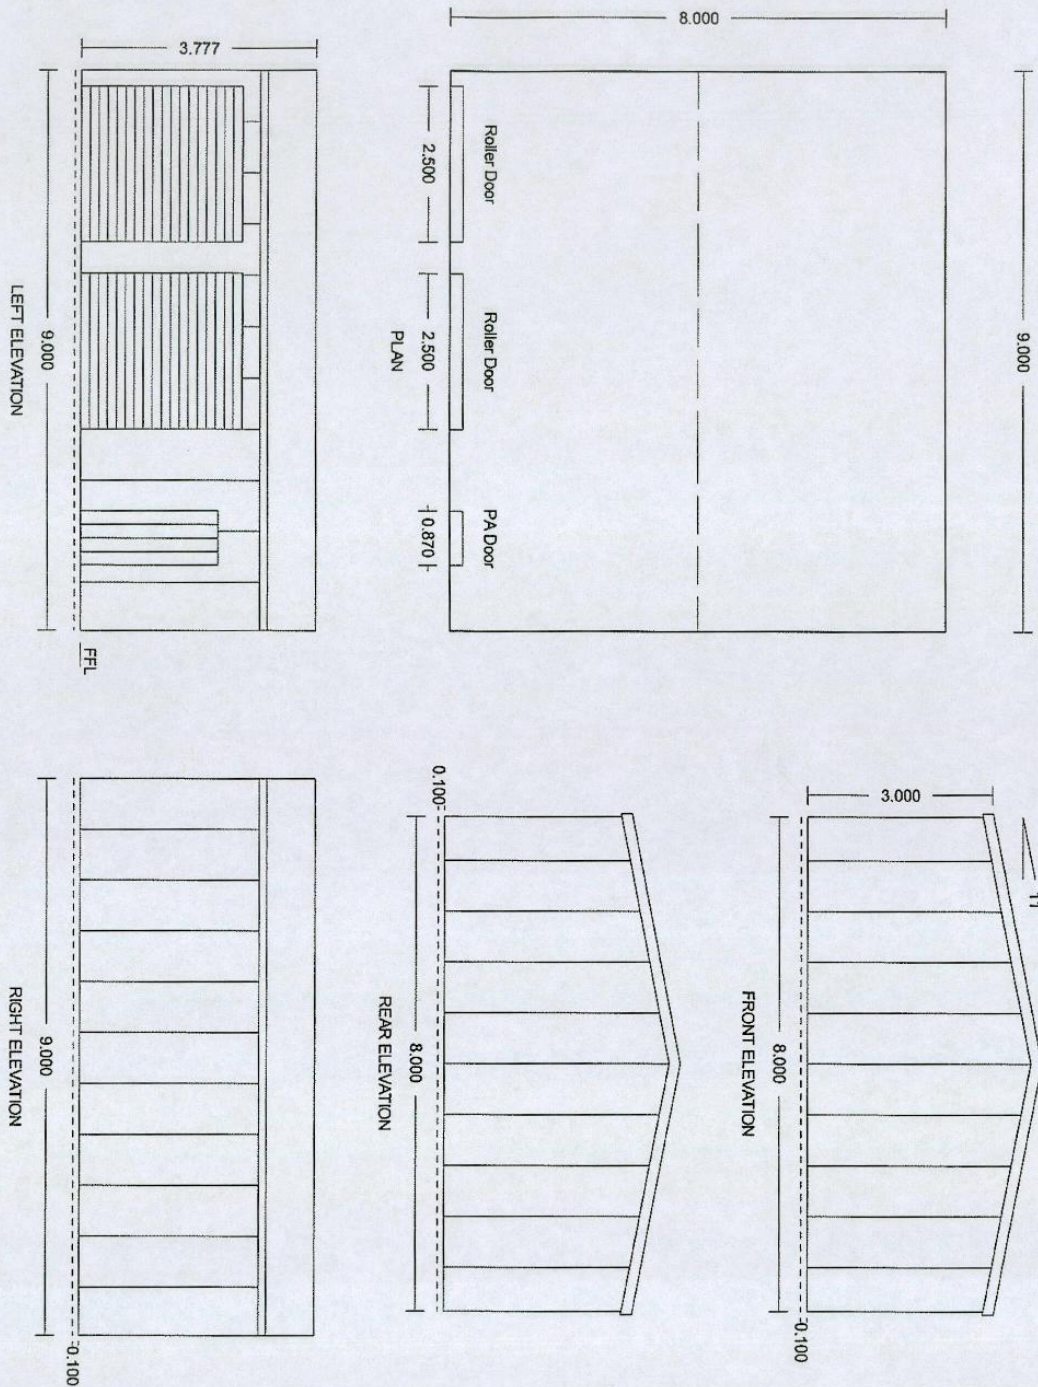 8.000
9.000
Roller Door
2.500
Roller Door
2.500
PA Door
0.870
PLAN
3.777
9.000
LEFT ELEVATION
FFL
3.000
11
8.000
-0.100
FRONT ELEVATION
0.100-
8.000
REAR ELEVATION
9.000
-0.100
RIGHT ELEVATION